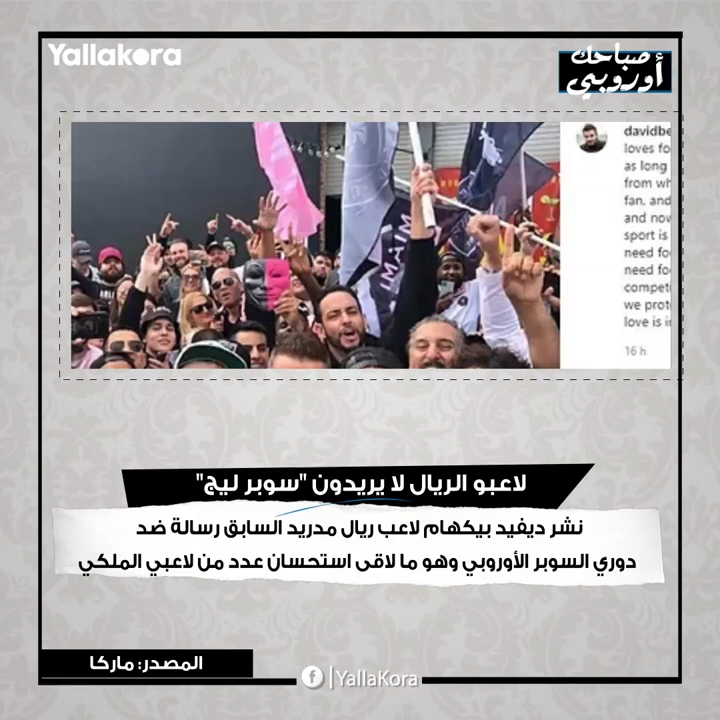 Yallakora
صباحك
أوروبي
davidbe
loves fo
as long
from wh
fan, and
and now
sport is
need fo
need fo
compet
we prot
love is i
16 h
MIAMI
لاعبو الريال لا يريدون "سوبر ليج"
نشر ديفيد بيكهام لاعب ريال مدريد السابق رسالة ضد
دوري السوبر الأوروبي وهو ما لاقى استحسان عدد من لاعبي الملكي
المصدر: ماركا
f | YallaKora